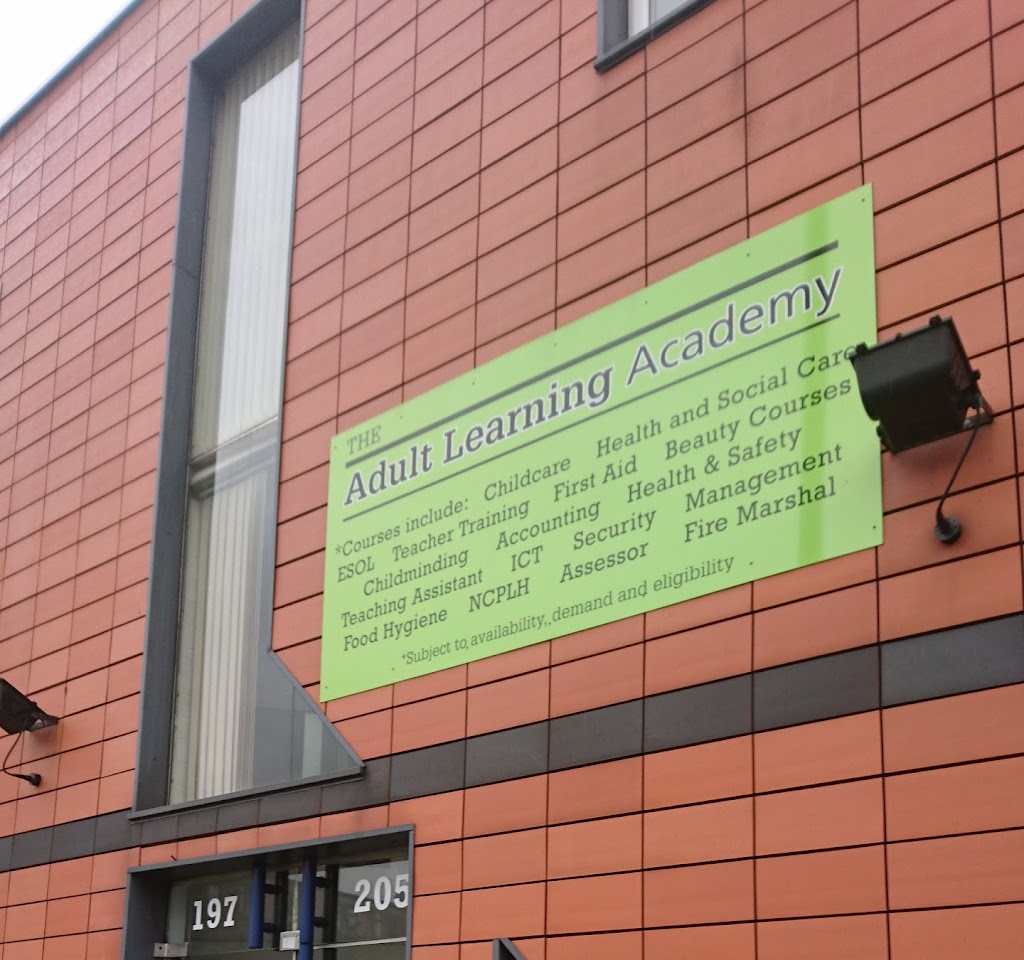 THE
Adult Learning Academy
*Courses include: Childcare Health and Social Care
ESOL Teacher Training First Aid Beauty Courses
Childminding Accounting Health & Safety
Teaching Assistant ICT Security Management
Food Hygiene NCPLH Assessor Fire Marshal
*Subject to availability, demand and eligibility
197 205